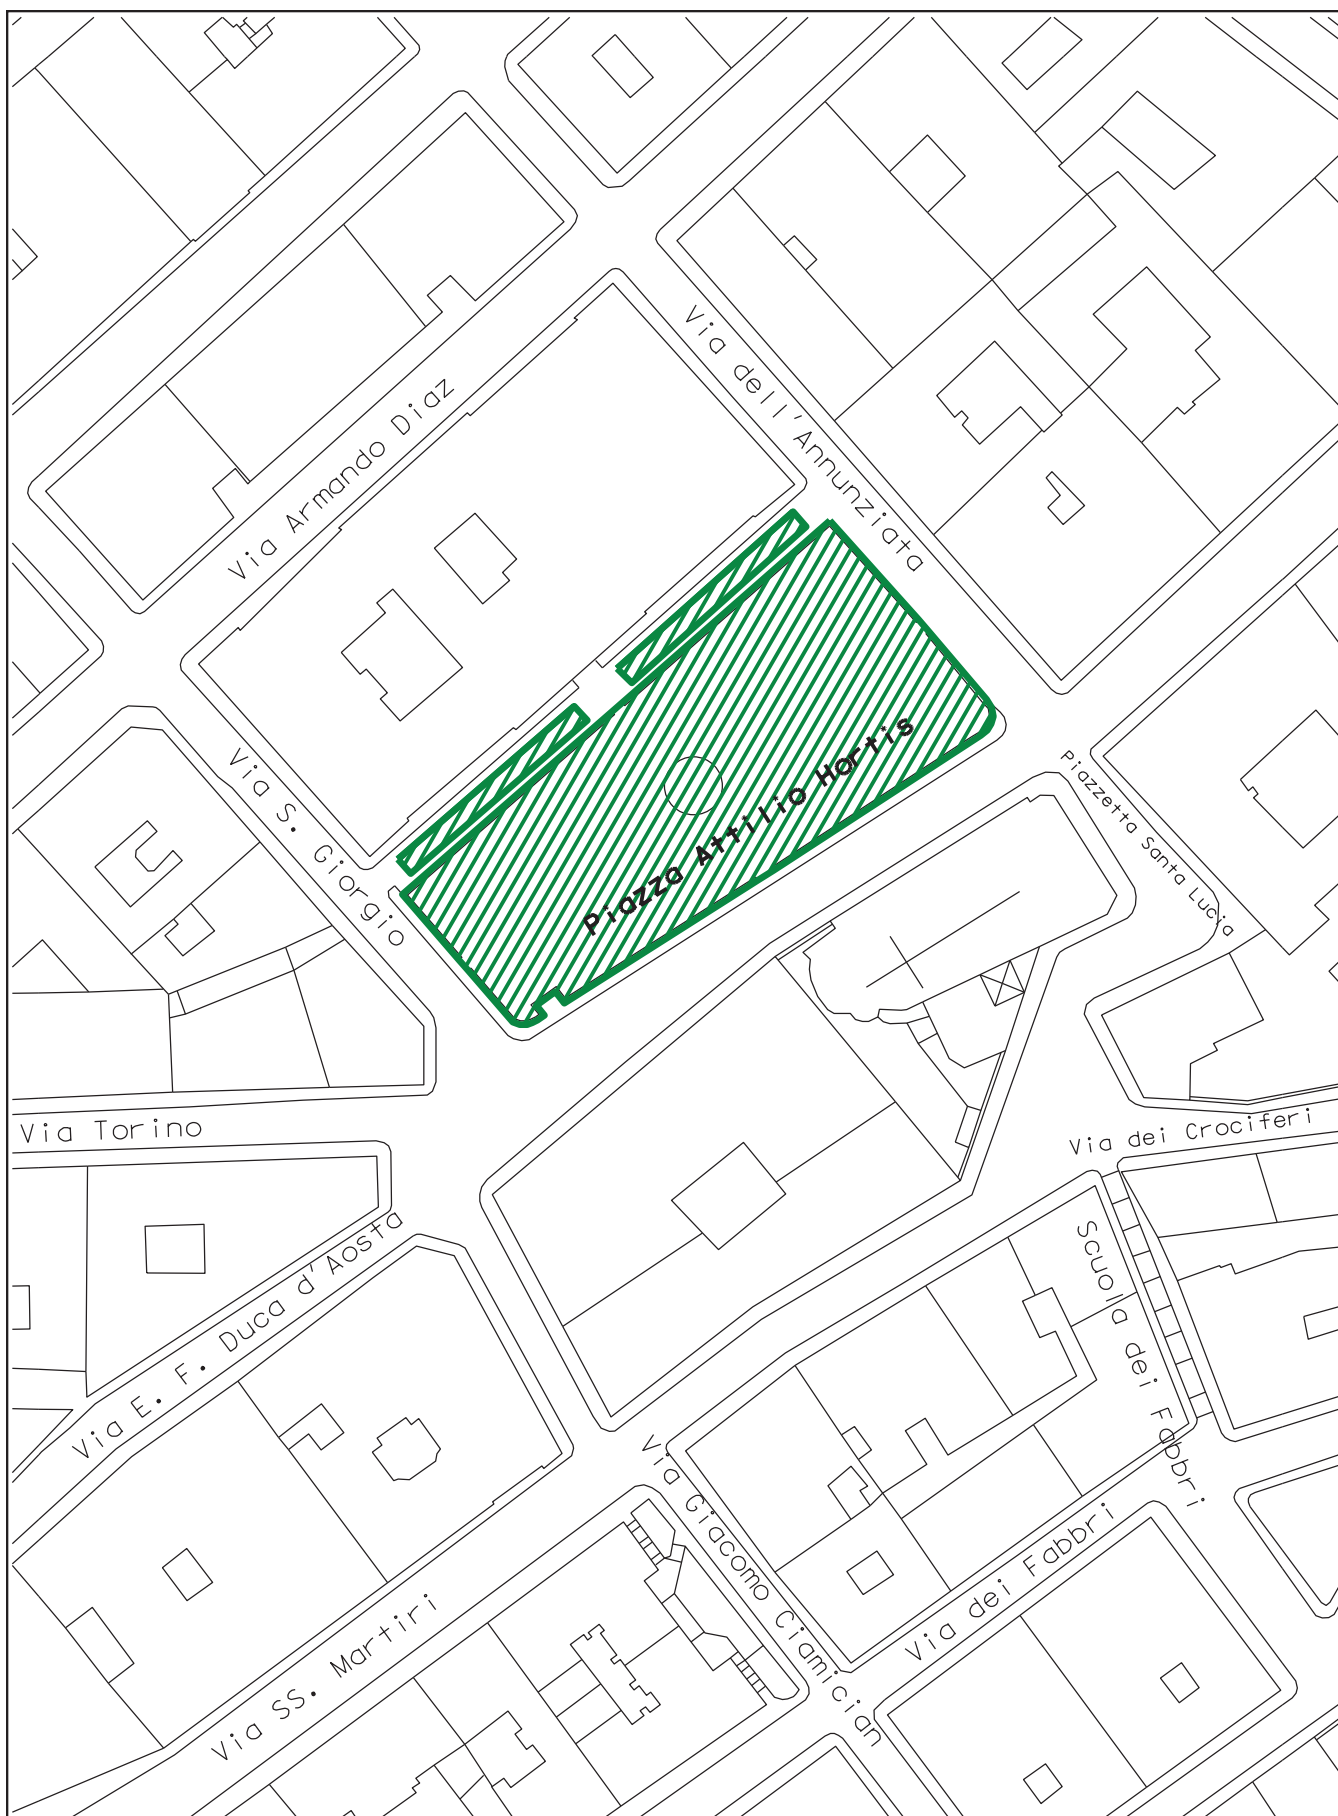 Via dell'Annunziata
Via Armando Diaz
Via S. Giorgio
Piazza Attilio Hortis
Piazzetta Santa Lucia
Via Torino
Via dei Crociferi
Via E. F. Duca d'Aosta
Scuola dei Fabbri
Via Giacomo Ciamician
Via dei Fabbri
Via SS. Martiri